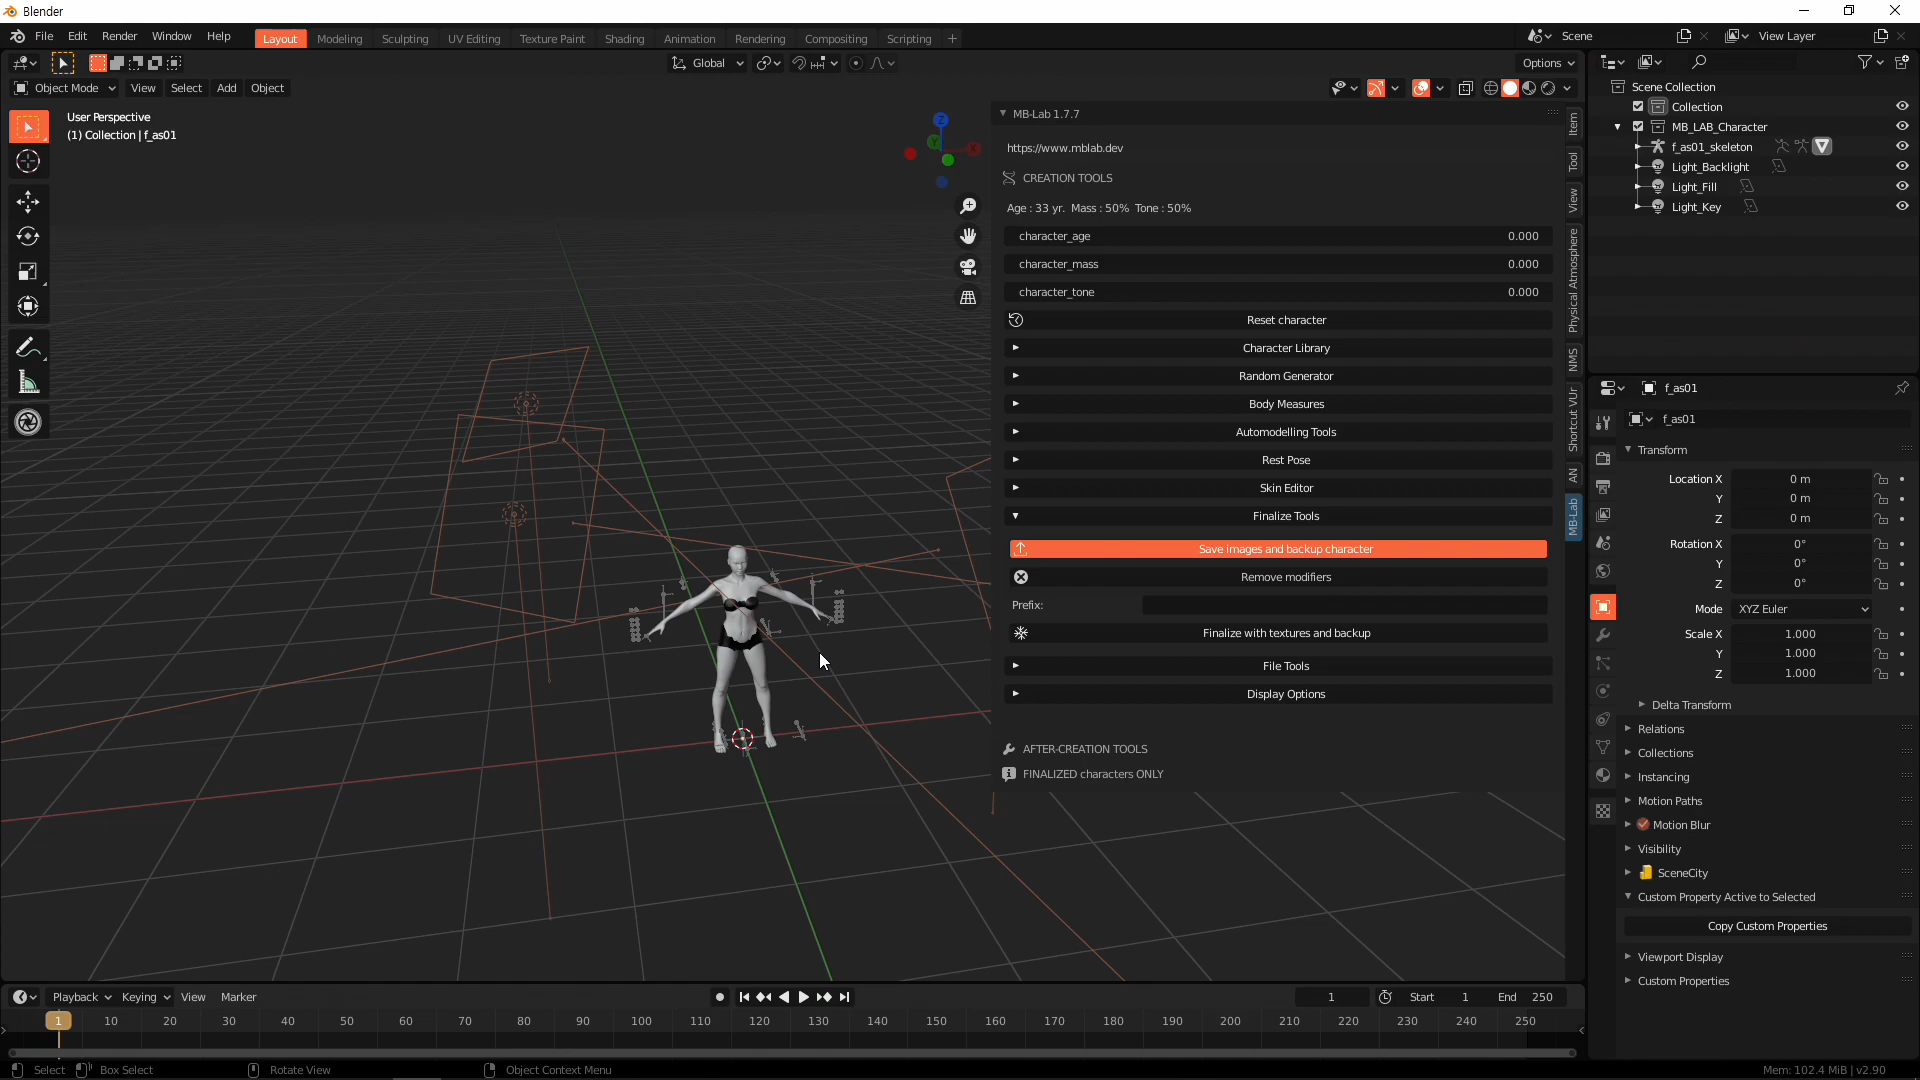 Blender
File Edit Render Window Help
Layout Modeling Sculpting UV Editing Texture Paint Shading Animation Rendering Compositing Scripting +
Scene
View Layer
Global
Options
Object Mode View Select Add Object
User Perspective
(1) Collection | f_as01
Z
Y
X
MB-Lab 1.7.7
https://www.mblab.dev
CREATION TOOLS
Age : 33 yr. Mass : 50% Tone : 50%
character_age 0.000
character_mass 0.000
character_tone 0.000
Reset character
Character Library
Random Generator
Body Measures
Automodelling Tools
Rest Pose
Skin Editor
Finalize Tools
Save images and backup character
Remove modifiers
Prefix:
Finalize with textures and backup
File Tools
Display Options
AFTER-CREATION TOOLS
FINALIZED characters ONLY
Item
Tool
View
Physical Atmosphere
NMS
Shortcut VUr
AN
MB-Lab
Scene Collection
Collection
MB_LAB_Character
f_as01_skeleton
Light_Backlight
Light_Fill
Light_Key
f_as01
f_as01
Transform
Location X 0 m
Y 0 m
Z 0 m
Rotation X 0°
Y 0°
Z 0°
Mode XYZ Euler
Scale X 1.000
Y 1.000
Z 1.000
Delta Transform
Relations
Collections
Instancing
Motion Paths
Motion Blur
Visibility
SceneCity
Custom Property Active to Selected
Copy Custom Properties
Viewport Display
Custom Properties
Playback Keying View Marker
1 Start 1 End 250
1 10 20 30 40 50 60 70 80 90 100 110 120 130 140 150 160 170 180 190 200 210 220 230 240 250
Select Box Select Rotate View Object Context Menu
Mem: 102.4 MiB | v2.90